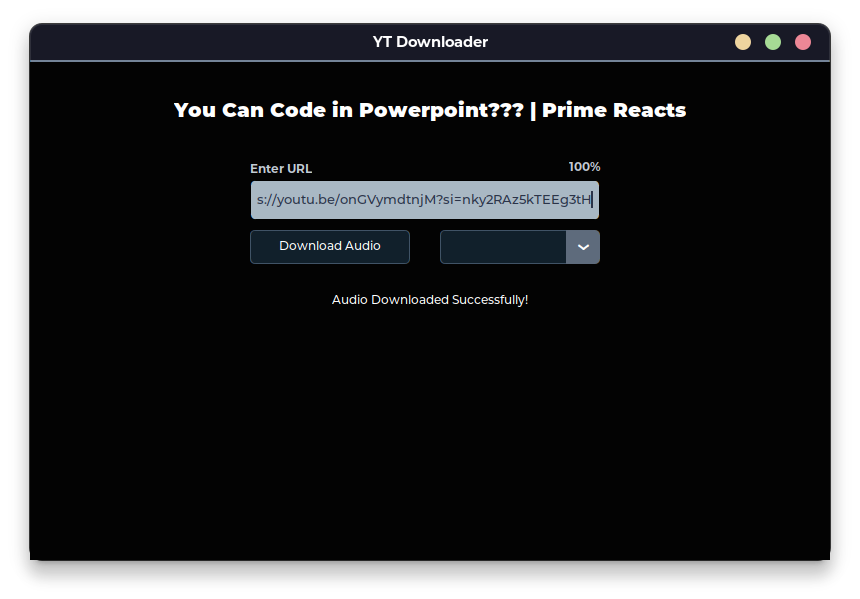 YT Downloader
You Can Code in Powerpoint??? | Prime Reacts
Enter URL 100%
s://youtu.be/onGVymdtnjM?si=nky2RAz5kTEEg3tH
Download Audio
Audio Downloaded Successfully!